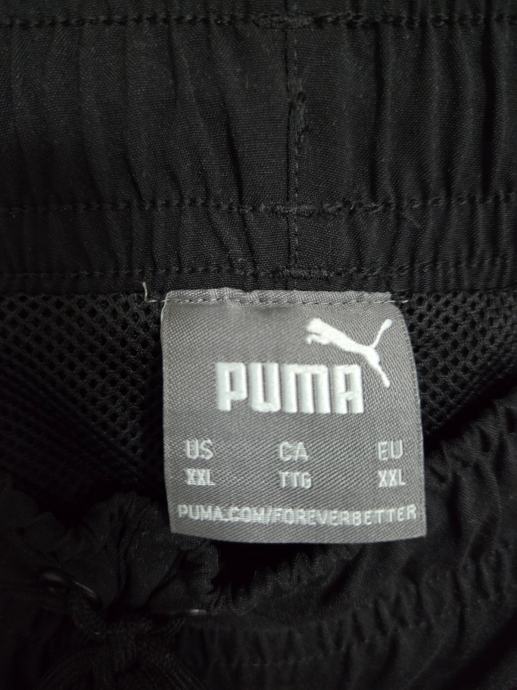 PUMA
US CA EU
XXL TTG XXL
PUMA.COM/FOREVERBETTER